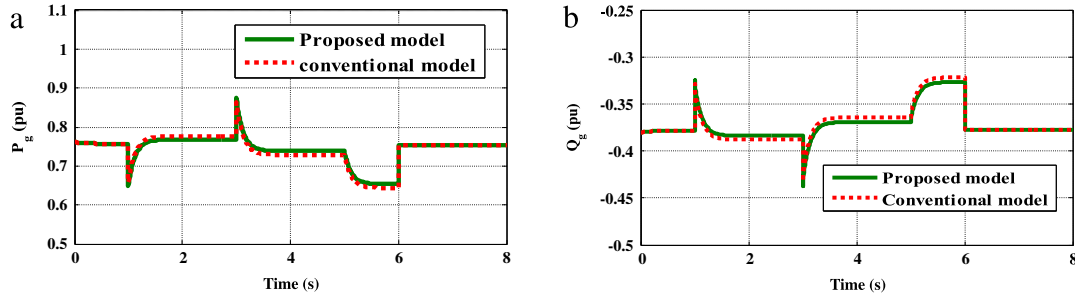 a
1.1
1
0.9
0.8
0.7
0.6
0.5
P_g (pu)
Proposed model
conventional model
0
2
4
6
8
Time (s)
b
-0.25
-0.3
-0.35
-0.4
-0.45
-0.5
Q_g (pu)
Proposed model
Conventional model
0
2
4
6
8
Time (s)